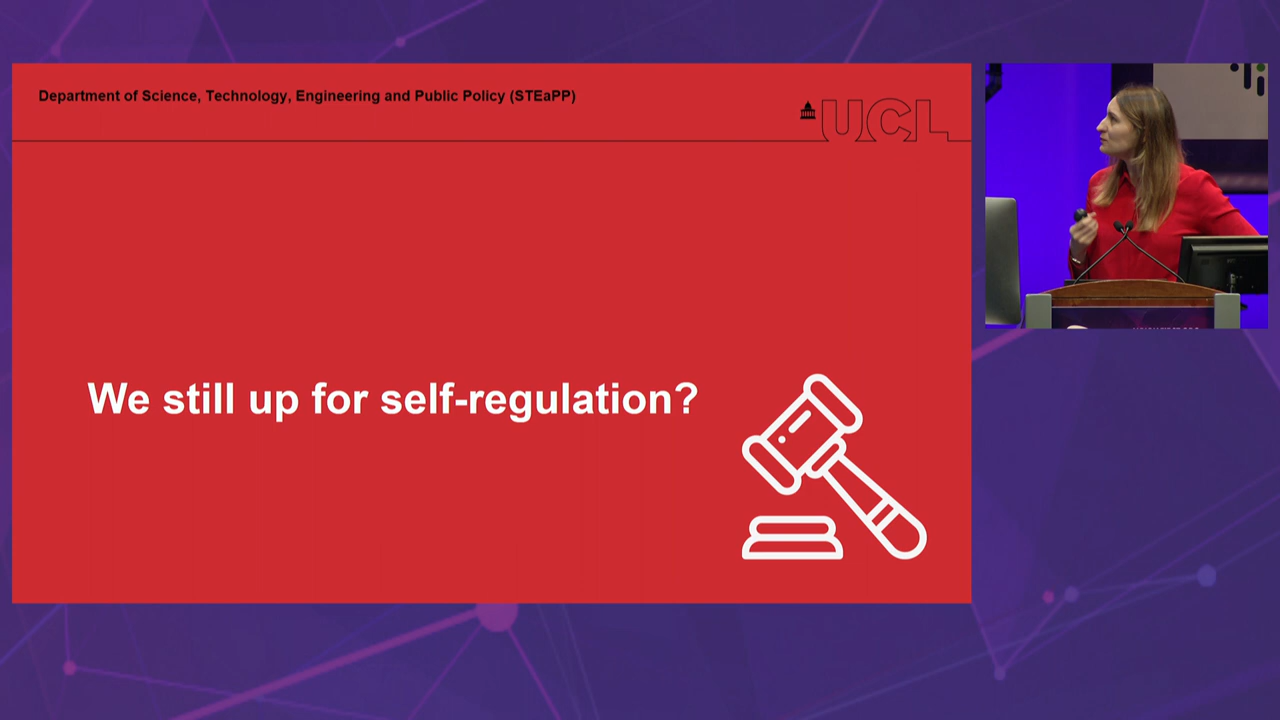 Department of Science, Technology, Engineering and Public Policy (STEaPP)
UCL
We still up for self-regulation?